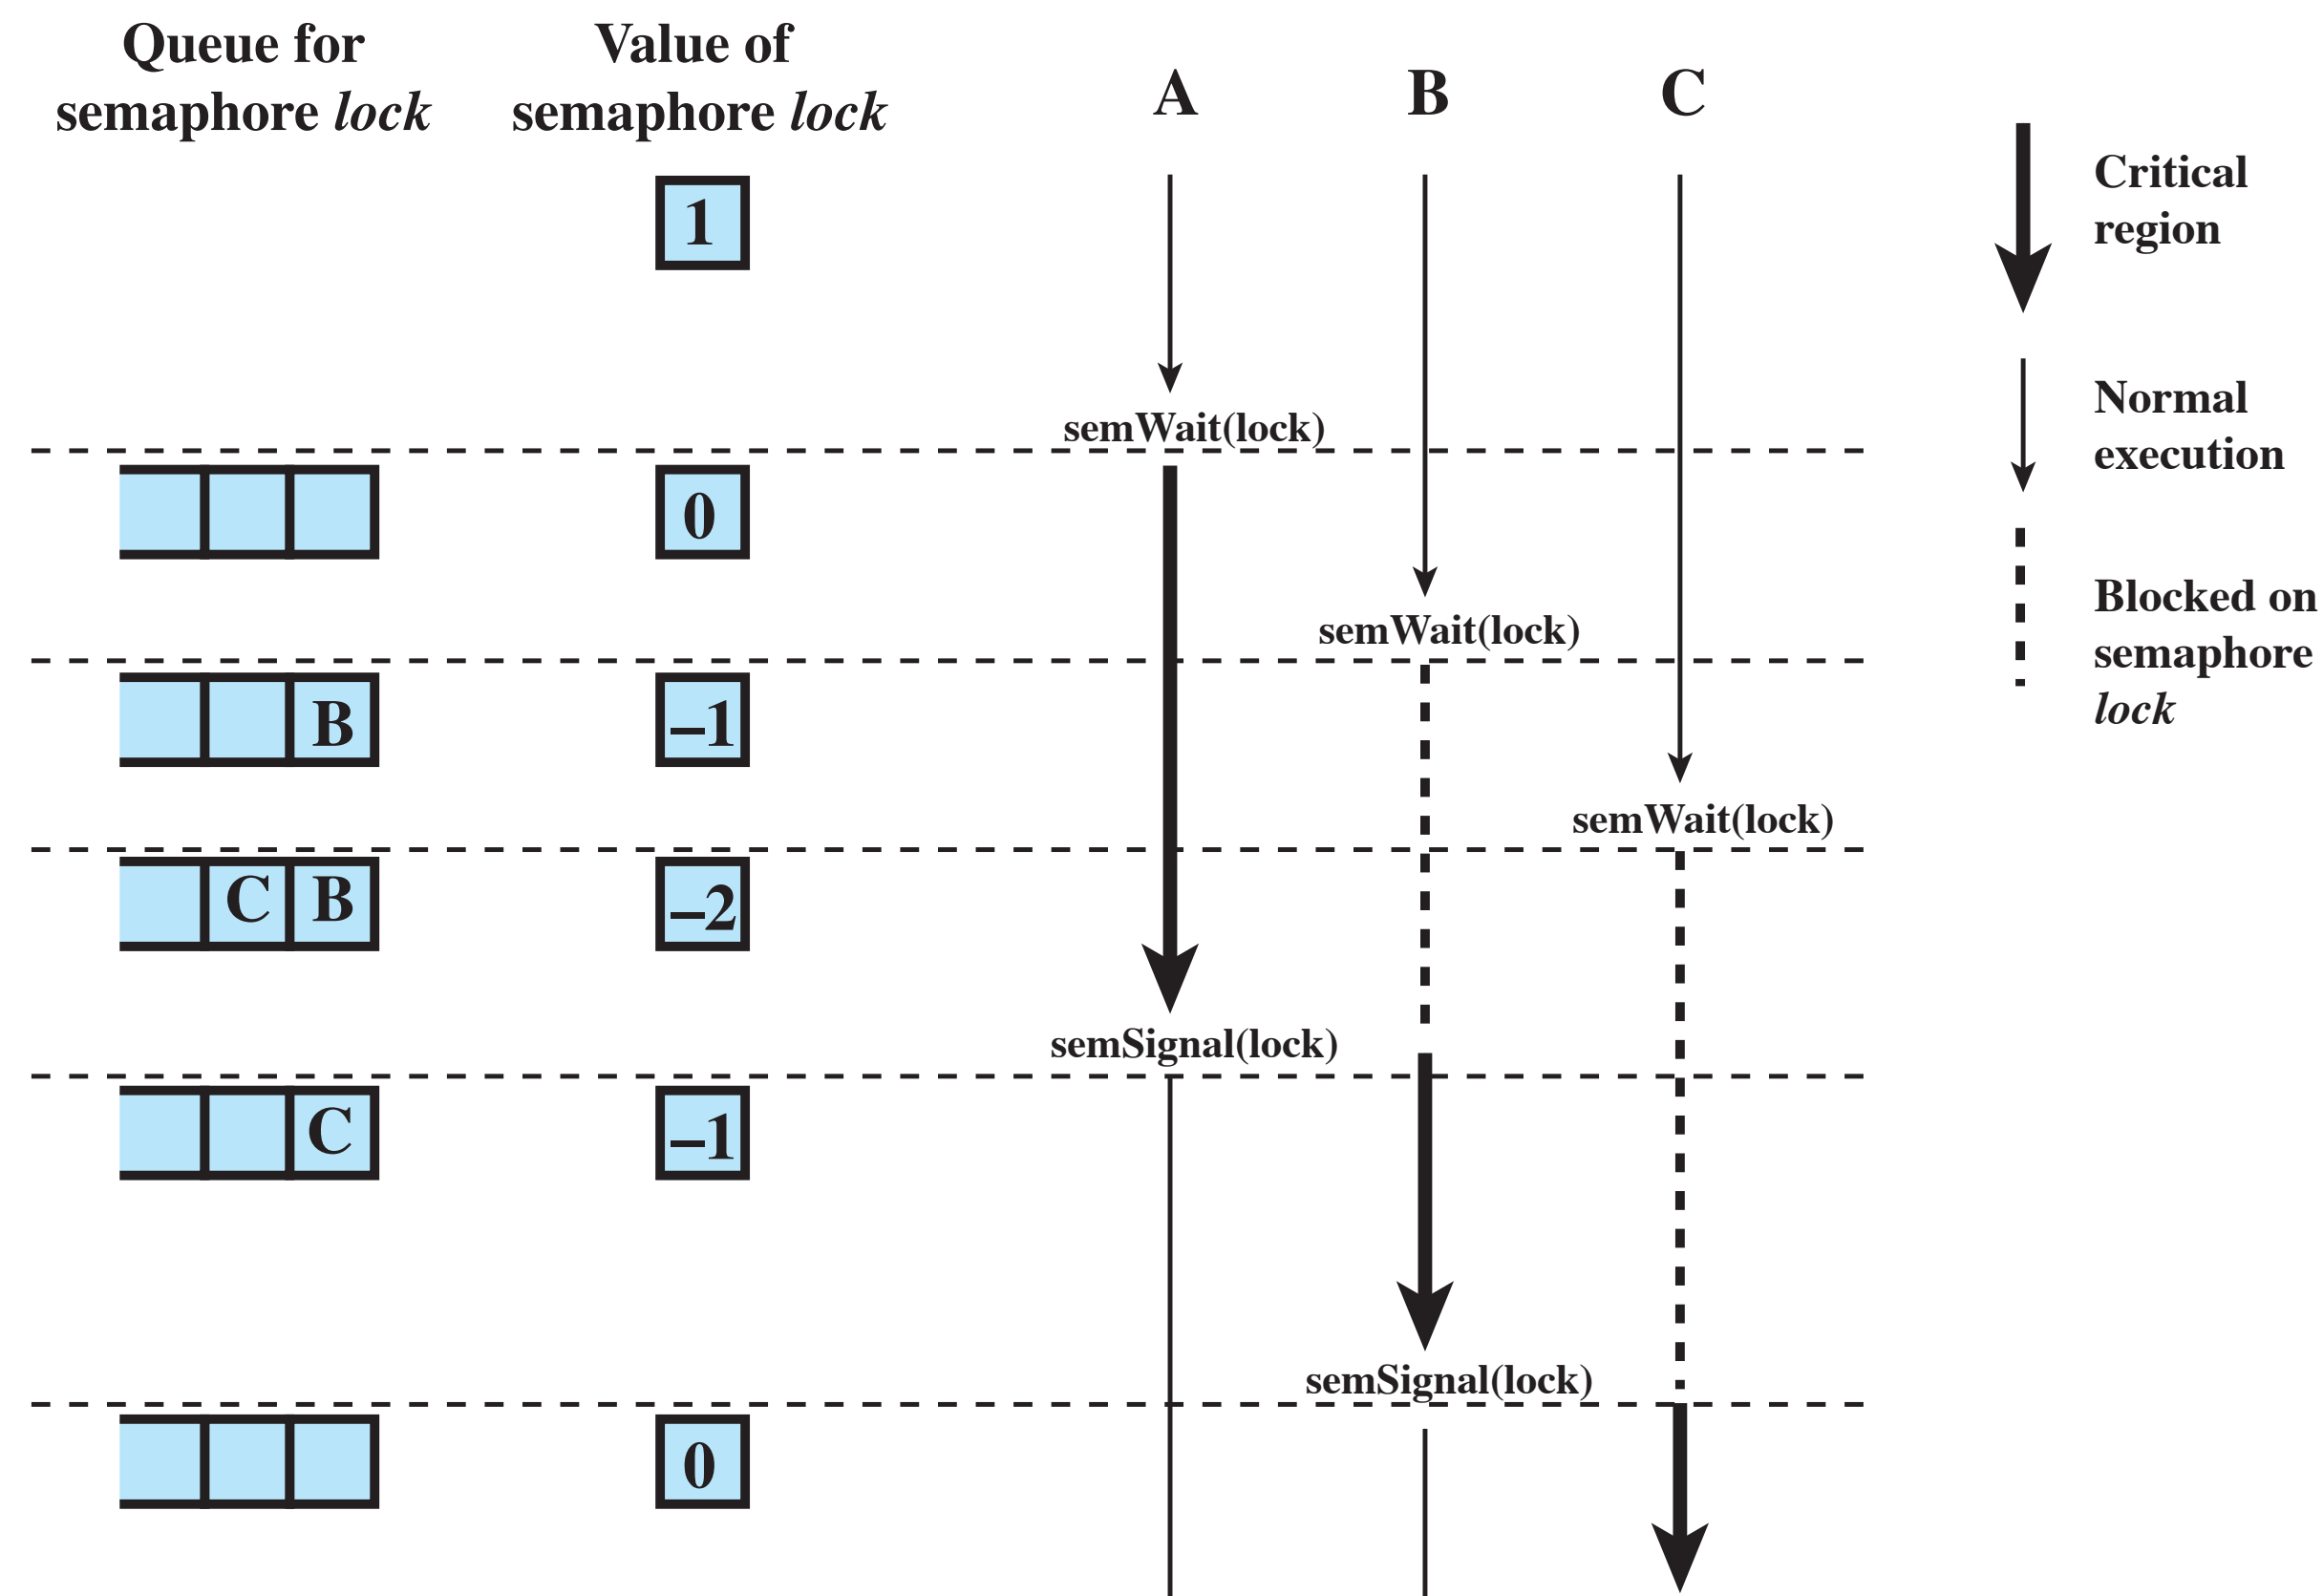 Queue for
semaphore lock
Value of
semaphore lock
A
B
C
1
Critical
region
Normal
execution
semWait(lock)
0
Blocked on
semaphore
lock
semWait(lock)
B
–1
semWait(lock)
C B
–2
semSignal(lock)
C
–1
semSignal(lock)
0